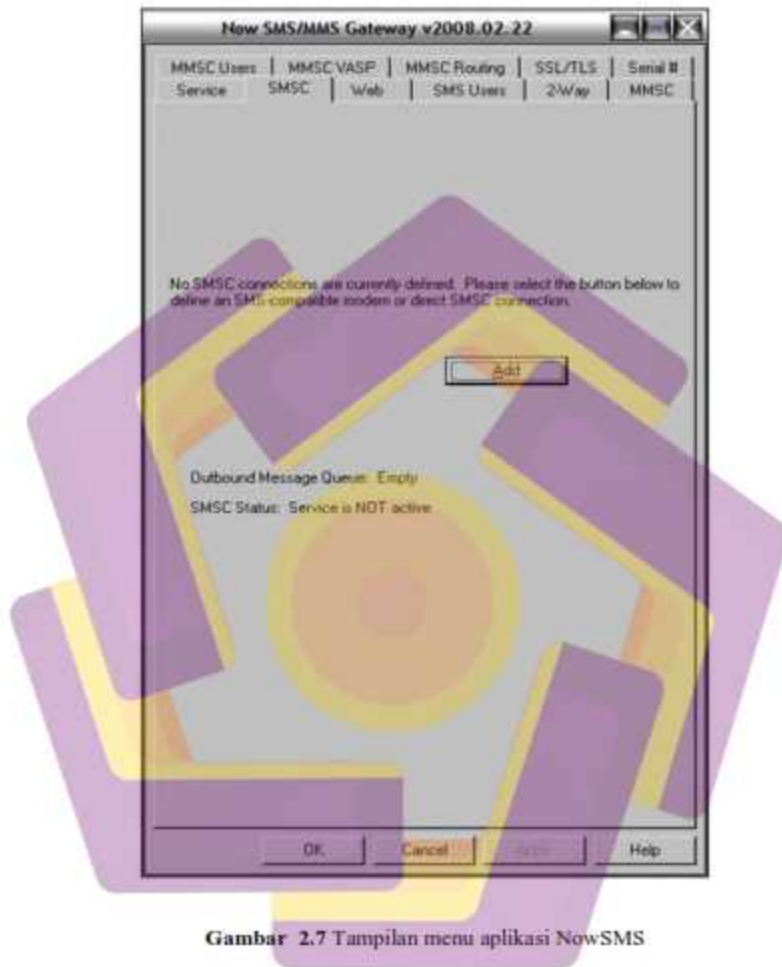 Now SMS/MMS Gateway v2008.02.22
MMSC Users MMSC VASP MMSC Routing SSL/TLS Serial #
Service SMSC Web SMS Users 2-Way MMSC
No SMSC connections are currently defined. Please select the button below to
define an SMS-compatible modem or direct SMSC connection.
Add
Outbound Message Queue: Empty
SMSC Status: Service is NOT active
OK Cancel Apply Help
Gambar 2.7 Tampilan menu aplikasi NowSMS